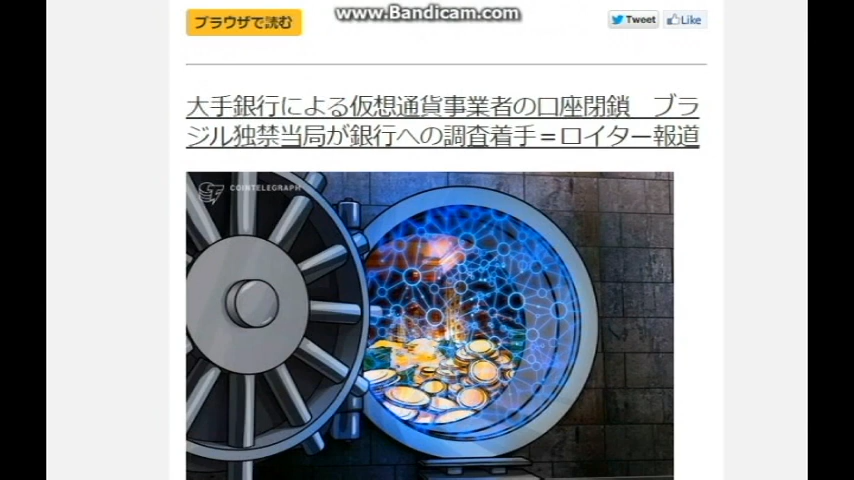 www.Bandicam.com
ブラウザで読む
Tweet
Like
大手銀行による仮想通貨事業者の口座閉鎖　ブラ
ジル独禁当局が銀行への調査着手＝ロイター報道
COINTELEGRAPH